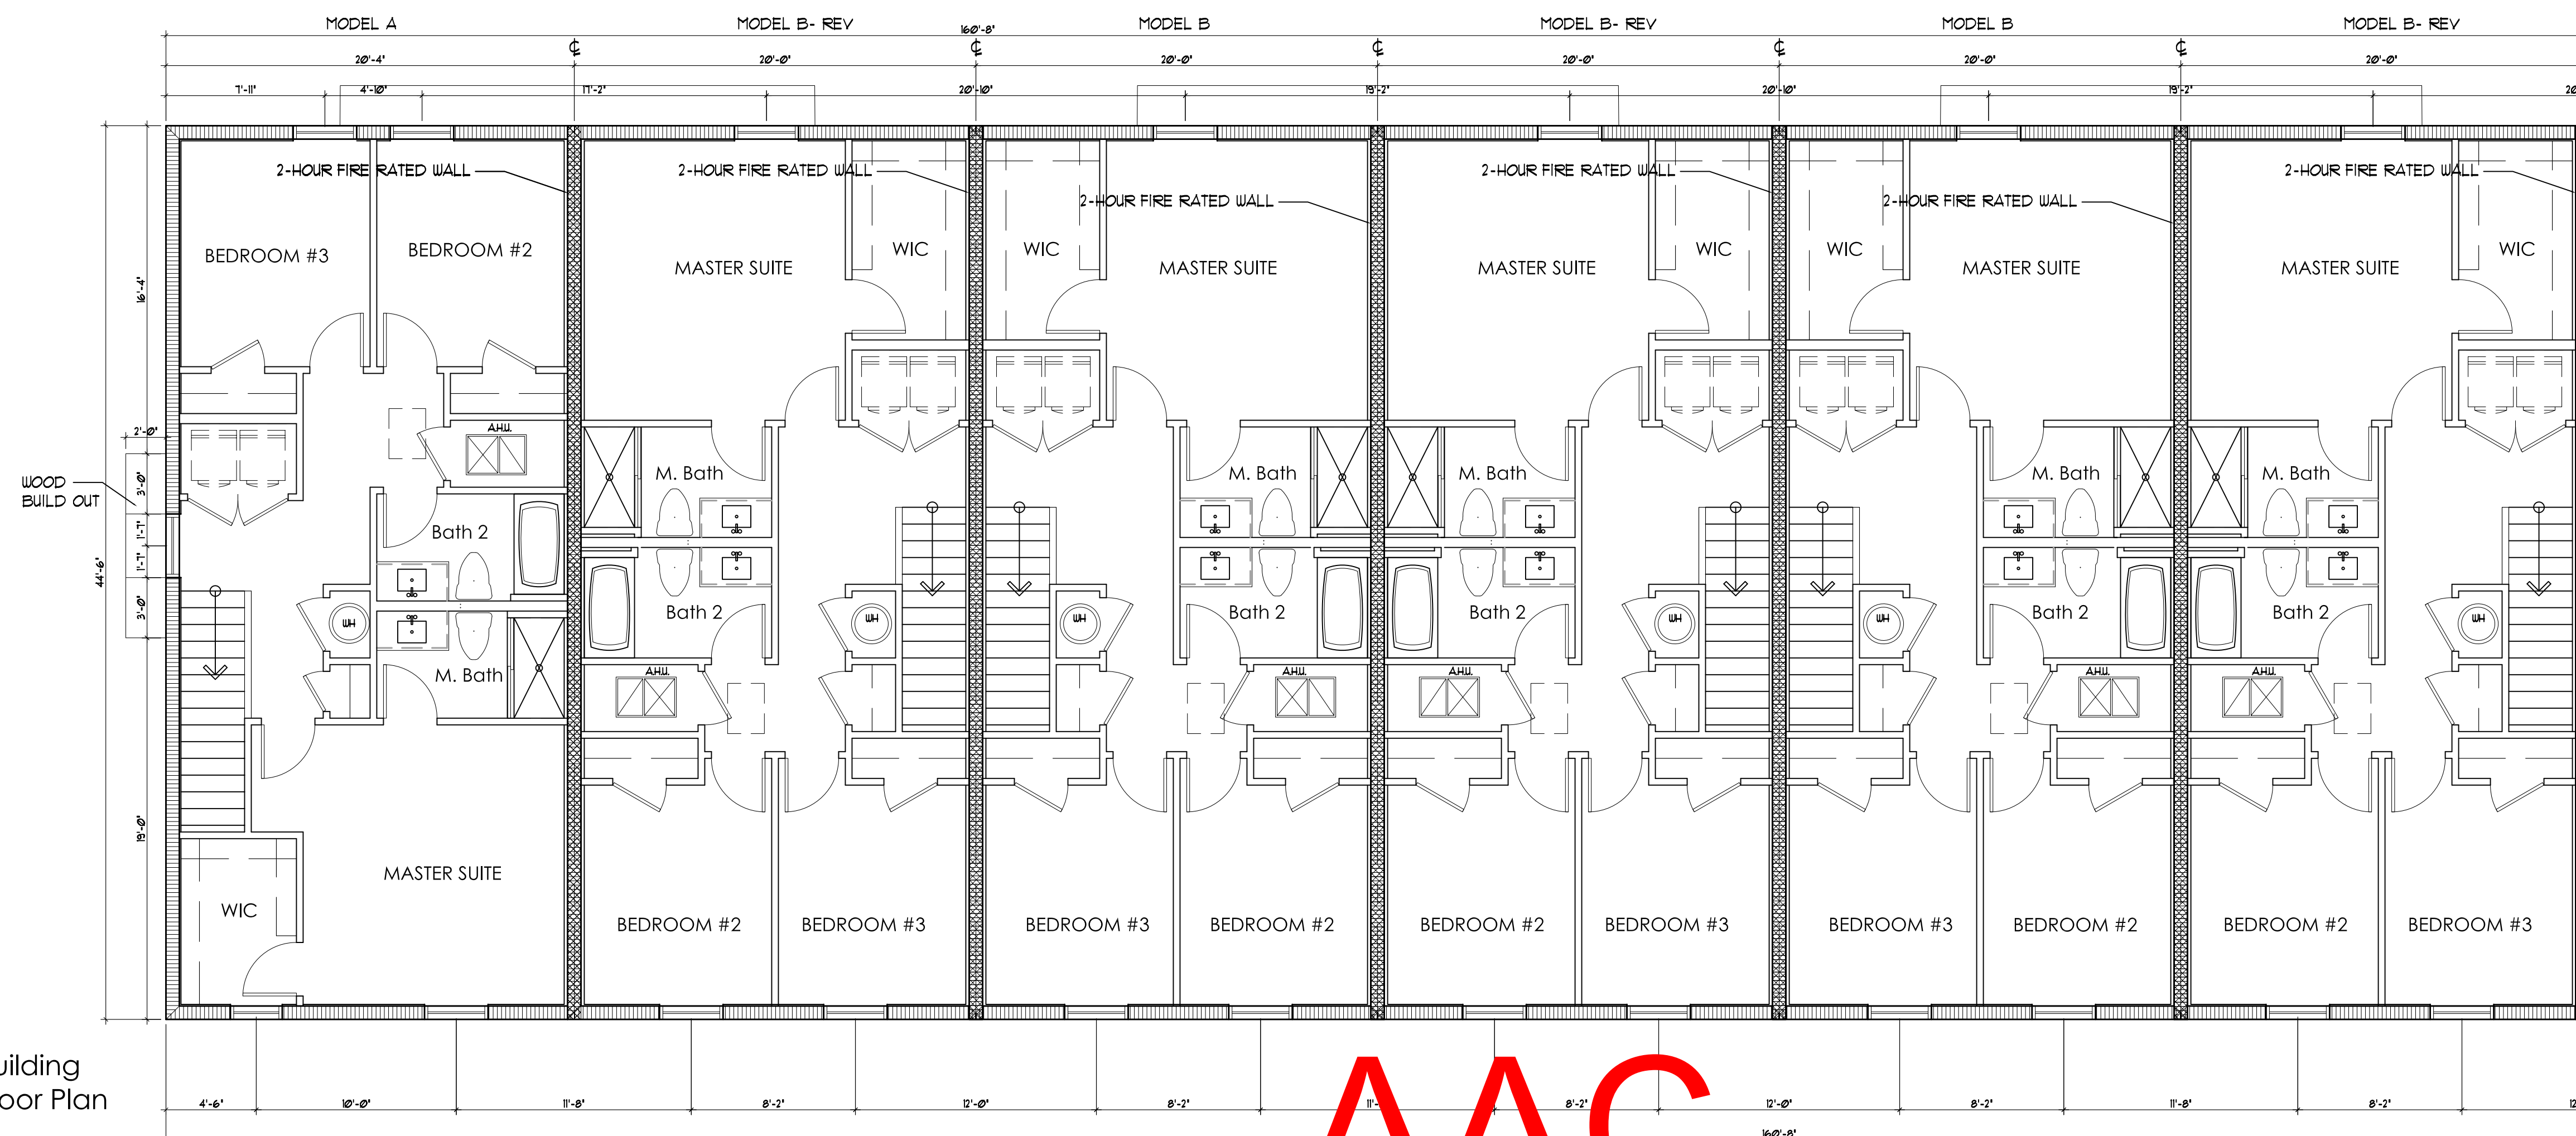 MODEL A
MODEL B- REV
MODEL B
MODEL B- REV
MODEL B
MODEL B- REV
160'-8"
20'-4"
20'-0"
20'-0"
20'-0"
20'-0"
20'-0"
7'-11"
4'-10"
17'-2"
20'-10"
19'-2"
20'-10"
19'-2"
2-HOUR FIRE RATED WALL
2-HOUR FIRE RATED WALL
2-HOUR FIRE RATED WALL
2-HOUR FIRE RATED WALL
2-HOUR FIRE RATED WALL
2-HOUR FIRE RATED WALL
BEDROOM #3
BEDROOM #2
MASTER SUITE
WIC
WIC
MASTER SUITE
MASTER SUITE
WIC
WIC
MASTER SUITE
MASTER SUITE
WIC
16'-4"
2'-0"
3'-0"
1'-7"
1'-7"
3'-0"
44'-6"
19'-0"
WOOD
BUILD OUT
A.H.U.
M. Bath
M. Bath
M. Bath
M. Bath
M. Bath
Bath 2
Bath 2
Bath 2
Bath 2
Bath 2
Bath 2
WH
WH
WH
WH
WH
WH
M. Bath
A.H.U.
A.H.U.
A.H.U.
A.H.U.
A.H.U.
MASTER SUITE
WIC
BEDROOM #2
BEDROOM #3
BEDROOM #3
BEDROOM #2
BEDROOM #2
BEDROOM #3
BEDROOM #3
BEDROOM #2
BEDROOM #2
BEDROOM #3
uilding
oor Plan
AAC
4'-6"
10'-0"
11'-8"
8'-2"
12'-0"
8'-2"
8'-2"
12'-0"
8'-2"
11'-8"
8'-2"
160'-8"